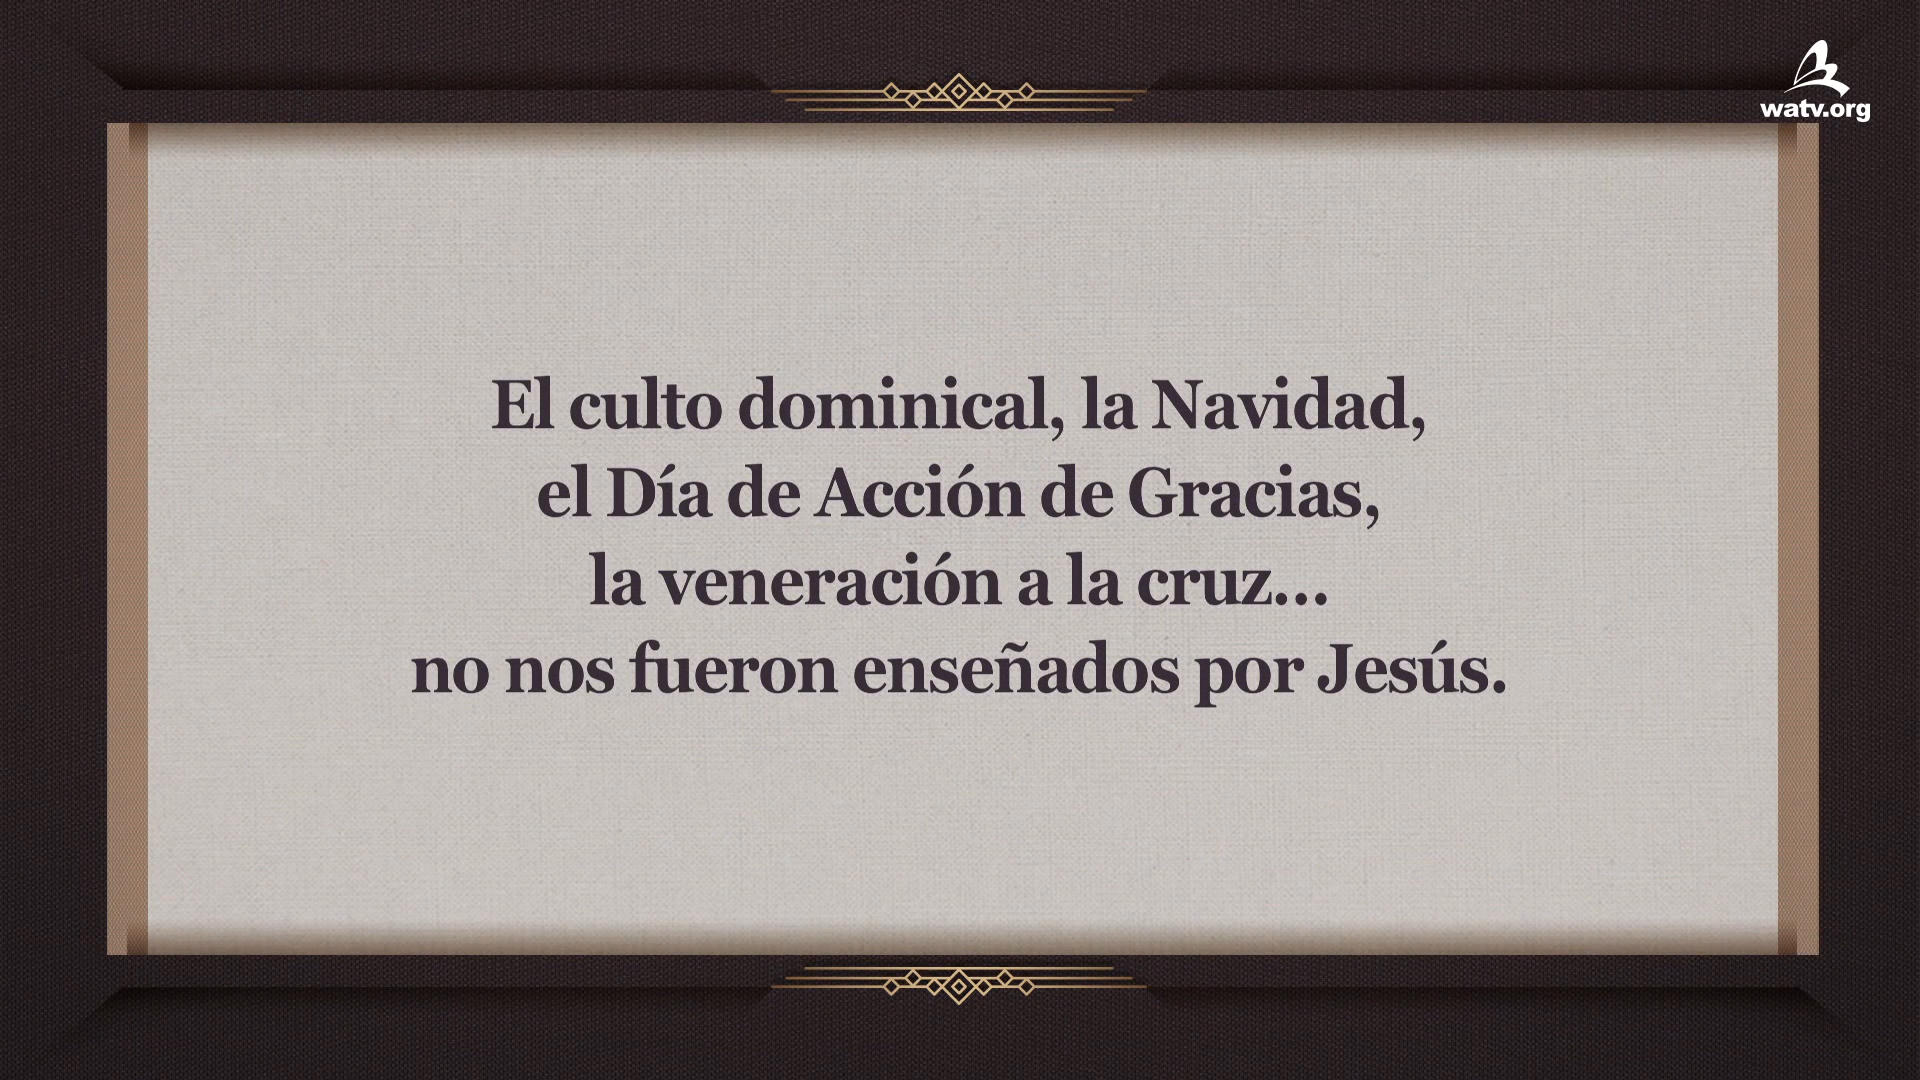 watv.org
El culto dominical, la Navidad,
el Día de Acción de Gracias,
la veneración a la cruz...
no nos fueron enseñados por Jesús.